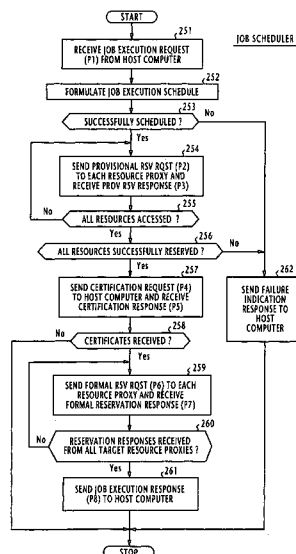 START
251
RECEIVE JOB EXECUTION REQUEST
(P1) FROM HOST COMPUTER
JOB SCHEDULER
252
FORMULATE JOB EXECUTION SCHEDULE
253
SUCCESSFULLY SCHEDULED ?
No
Yes
254
SEND PROVISIONAL RSV RQST (P2)
TO EACH RESOURCE PROXY AND
RECEIVE PROV RSV RESPONSE (P3)
255
No
ALL RESOURCES ACCESSED ?
Yes
256
ALL RESOURCES SUCCESSFULLY RESERVED ?
No
Yes
257
SEND CERTIFICATION REQUEST (P4)
TO HOST COMPUTER AND RECEIVE
CERTIFICATION RESPONSE (P5)
262
SEND FAILURE
INDICATION
RESPONSE TO
HOST
COMPUTER
258
No
CERTIFICATES RECEIVED ?
Yes
259
SEND FORMAL RSV RQST (P6) TO EACH
RESOURCE PROXY AND RECEIVE
FORMAL RESERVATION RESPONSE (P7)
260
No
RESERVATION RESPONSES RECEIVED
FROM ALL TARGET RESOURCE PROXIES ?
Yes
261
SEND JOB EXECUTION RESPONSE
(P8) TO HOST COMPUTER
STOP